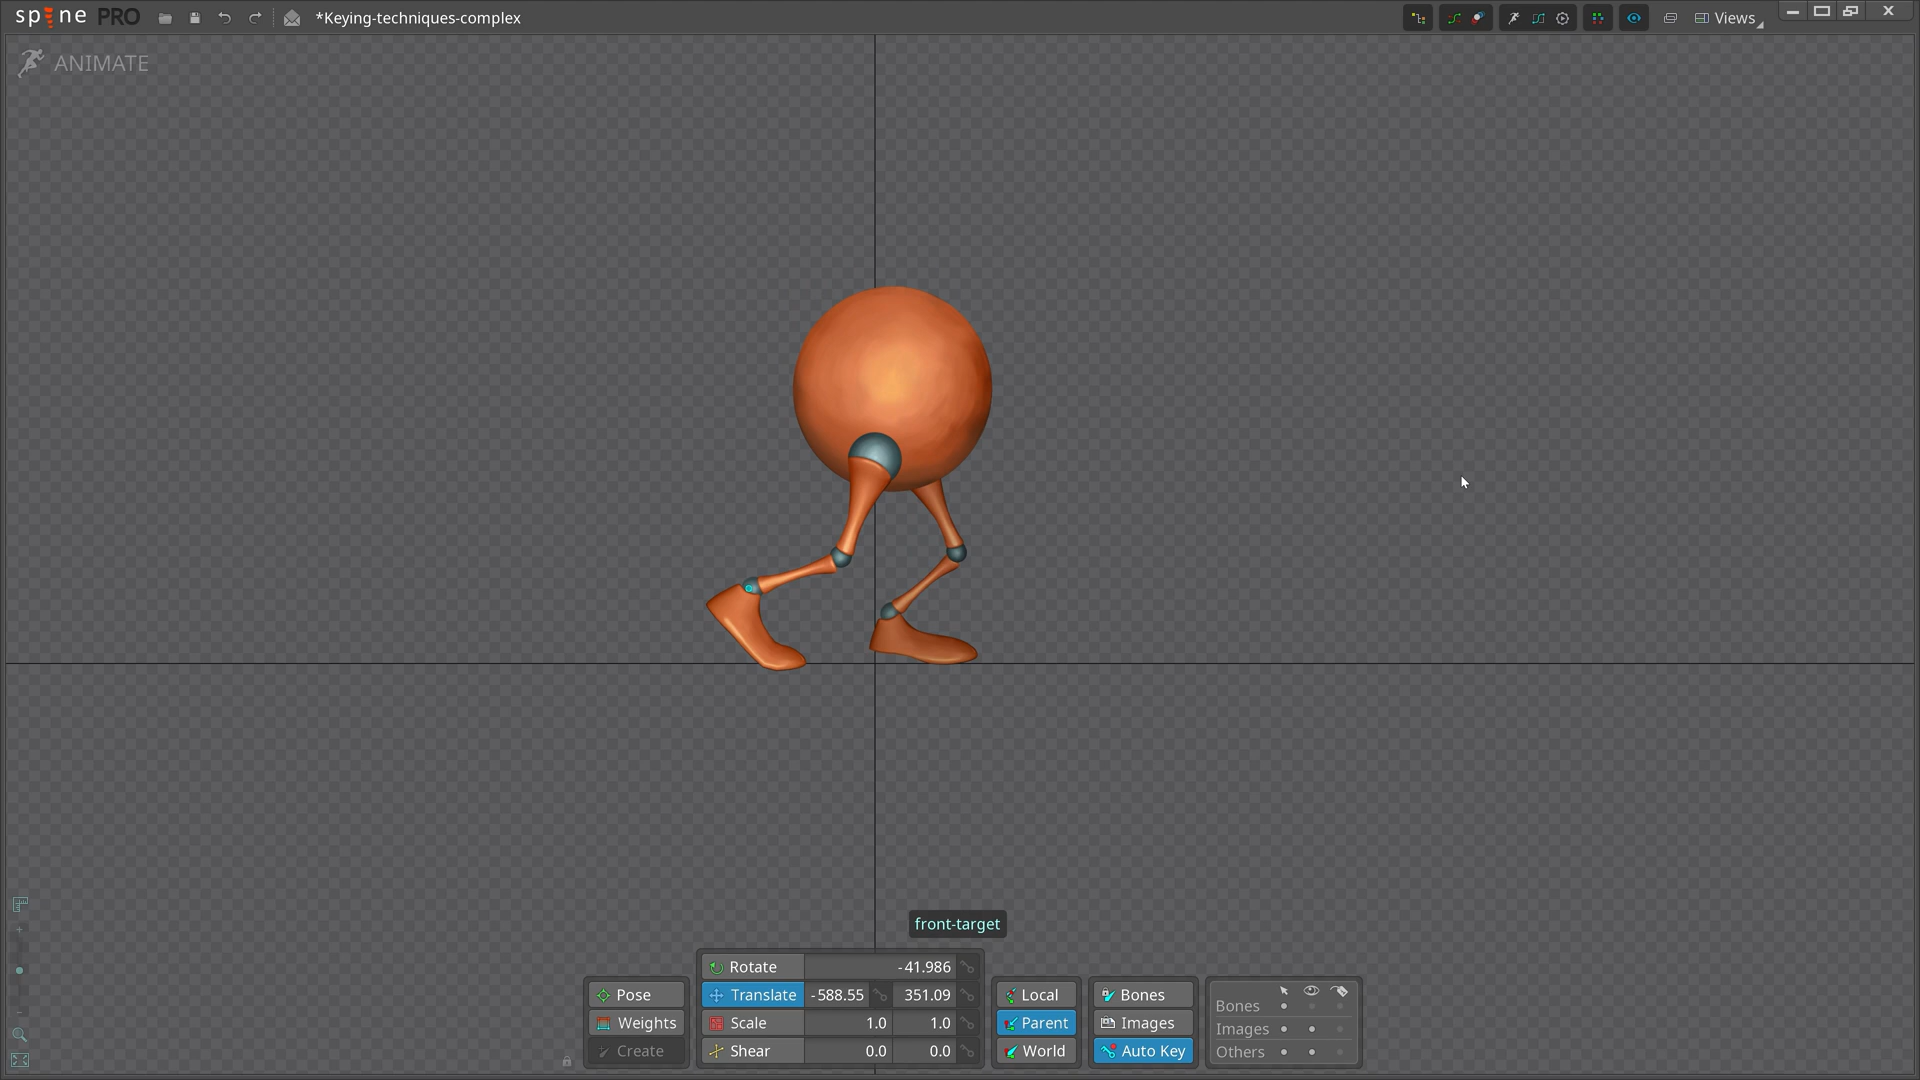 spine PRO *Keying-techniques-complex Views
ANIMATE
front-target
Rotate -41.986
Pose Translate -588.55 351.09 Local Bones
Weights Scale 1.0 1.0 Parent Images
Create Shear 0.0 0.0 World Auto Key
Bones
Images
Others